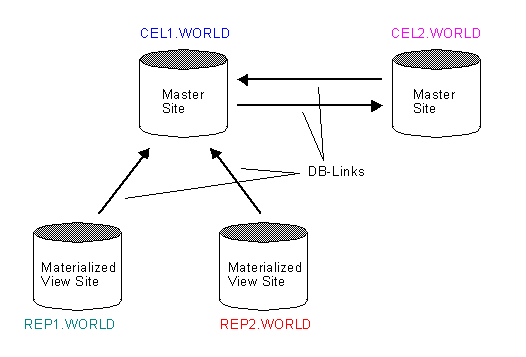 CEL1.WORLD
CEL2.WORLD
Master
Site
Master
Site
DB-Links
Materialized
View Site
Materialized
View Site
REP1.WORLD
REP2.WORLD